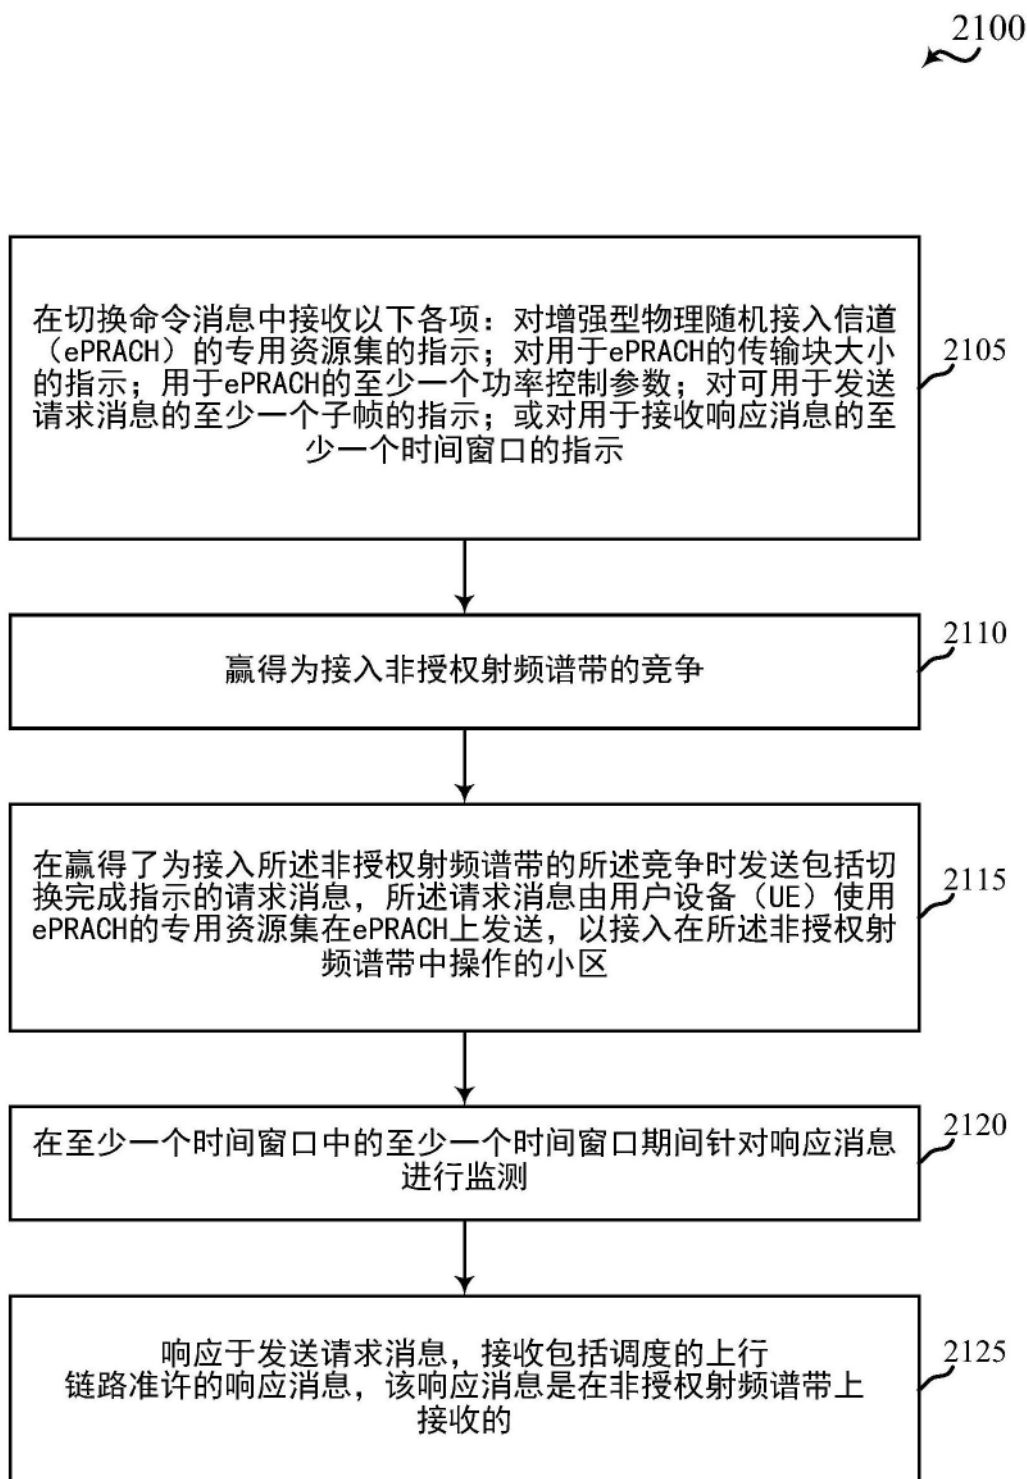 2100
在切换命令消息中接收以下各项：对增强型物理随机接入信道
（ePRACH）的专用资源集的指示；对用于ePRACH的传输块大小
的指示；用于ePRACH的至少一个功率控制参数；对可用于发送
请求消息的至少一个子帧的指示；或对用于接收响应消息的至
少一个时间窗口的指示
2105
赢得为接入非授权射频谱带的竞争
2110
在赢得了为接入所述非授权射频谱带的所述竞争时发送包括切
换完成指示的请求消息，所述请求消息由用户设备（UE）使用
ePRACH的专用资源集在ePRACH上发送，以接入在所述非授权射
频谱带中操作的小区
2115
在至少一个时间窗口中的至少一个时间窗口期间针对响应消息
进行监测
2120
响应于发送请求消息，接收包括调度的上行
链路准许的响应消息，该响应消息是在非授权射频谱带上
接收的
2125